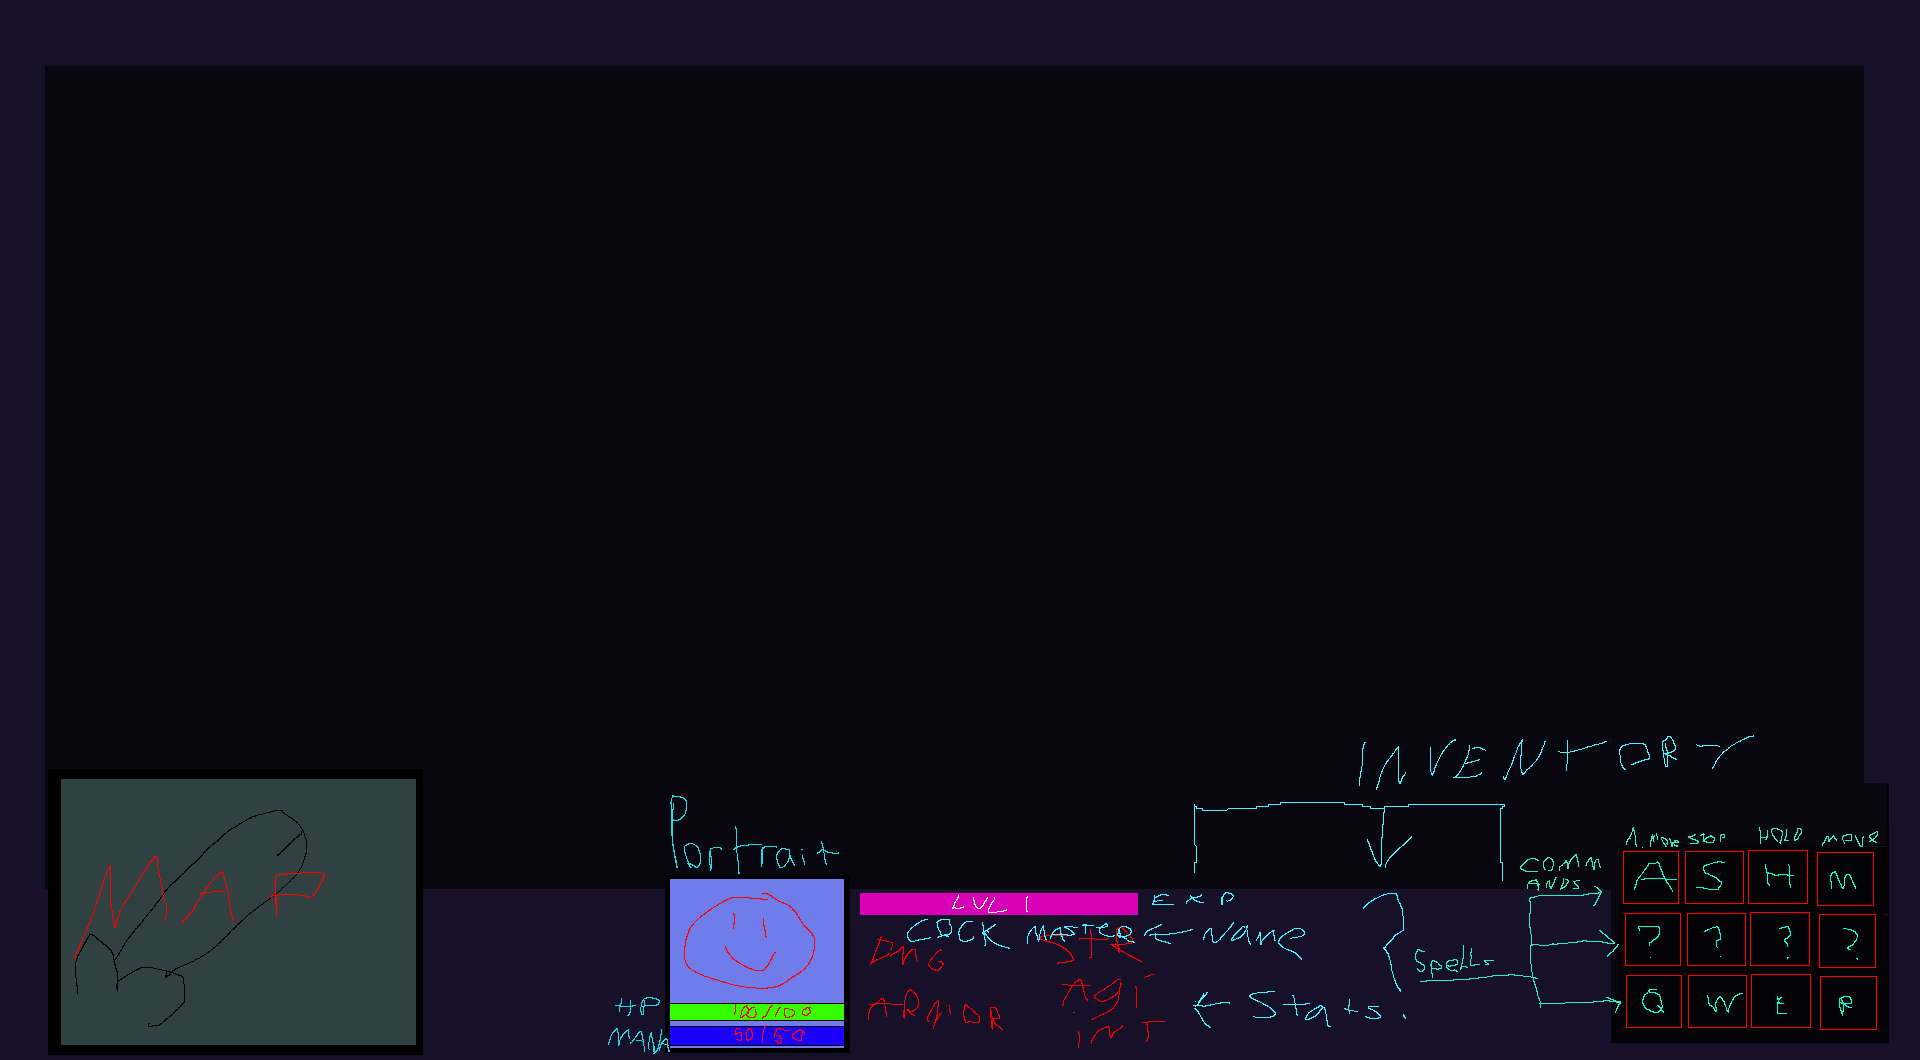 INVENTORY
Portrait
A. Move STOP HOLD MOVE
COMM
ANDS
A S H M
MAP
LVL 1 EXP
COCK MASTER ← Name
DMG STR
? ? ? ?
Spells
AGI
HP 100/100
ARMOR ← Stats.
Q W E R
MANA 50/50
INT